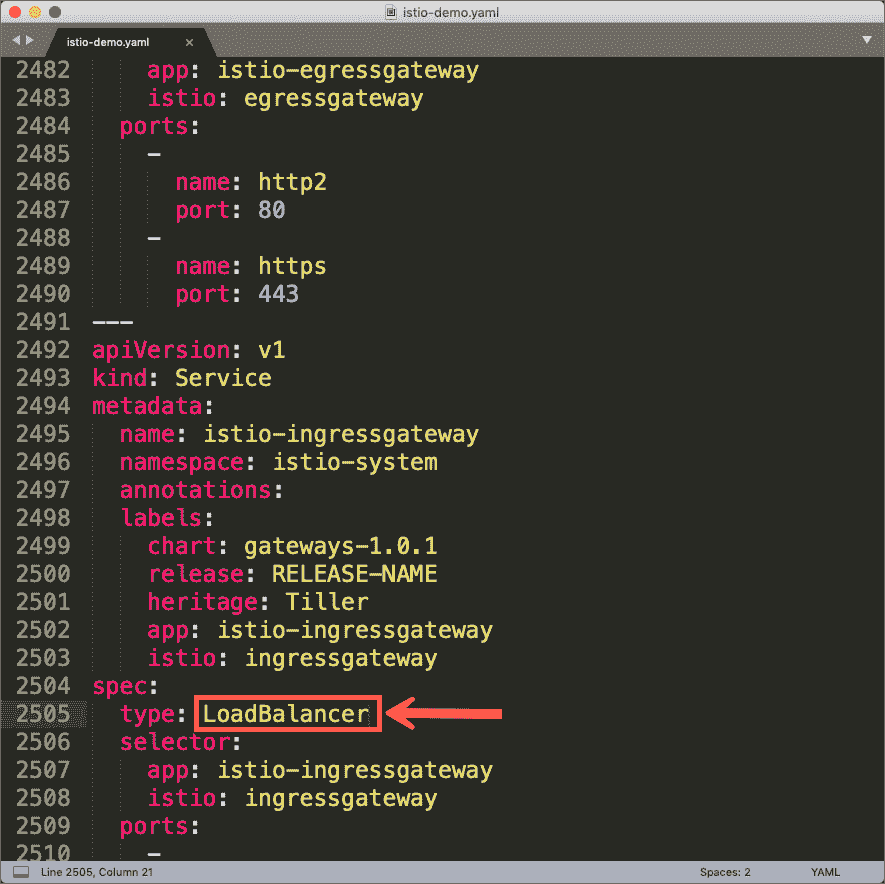 istio-demo.yaml
istio-demo.yaml ×
2482       app: istio-egressgateway
2483       istio: egressgateway
2484     ports:
2485       -
2486         name: http2
2487         port: 80
2488       -
2489         name: https
2490         port: 443
2491 ---
2492 apiVersion: v1
2493 kind: Service
2494 metadata:
2495   name: istio-ingressgateway
2496   namespace: istio-system
2497   annotations:
2498   labels:
2499     chart: gateways-1.0.1
2500     release: RELEASE-NAME
2501     heritage: Tiller
2502     app: istio-ingressgateway
2503     istio: ingressgateway
2504 spec:
2505   type: LoadBalancer
2506   selector:
2507     app: istio-ingressgateway
2508     istio: ingressgateway
2509   ports:
2510     -
Line 2505, Column 21 Spaces: 2 YAML